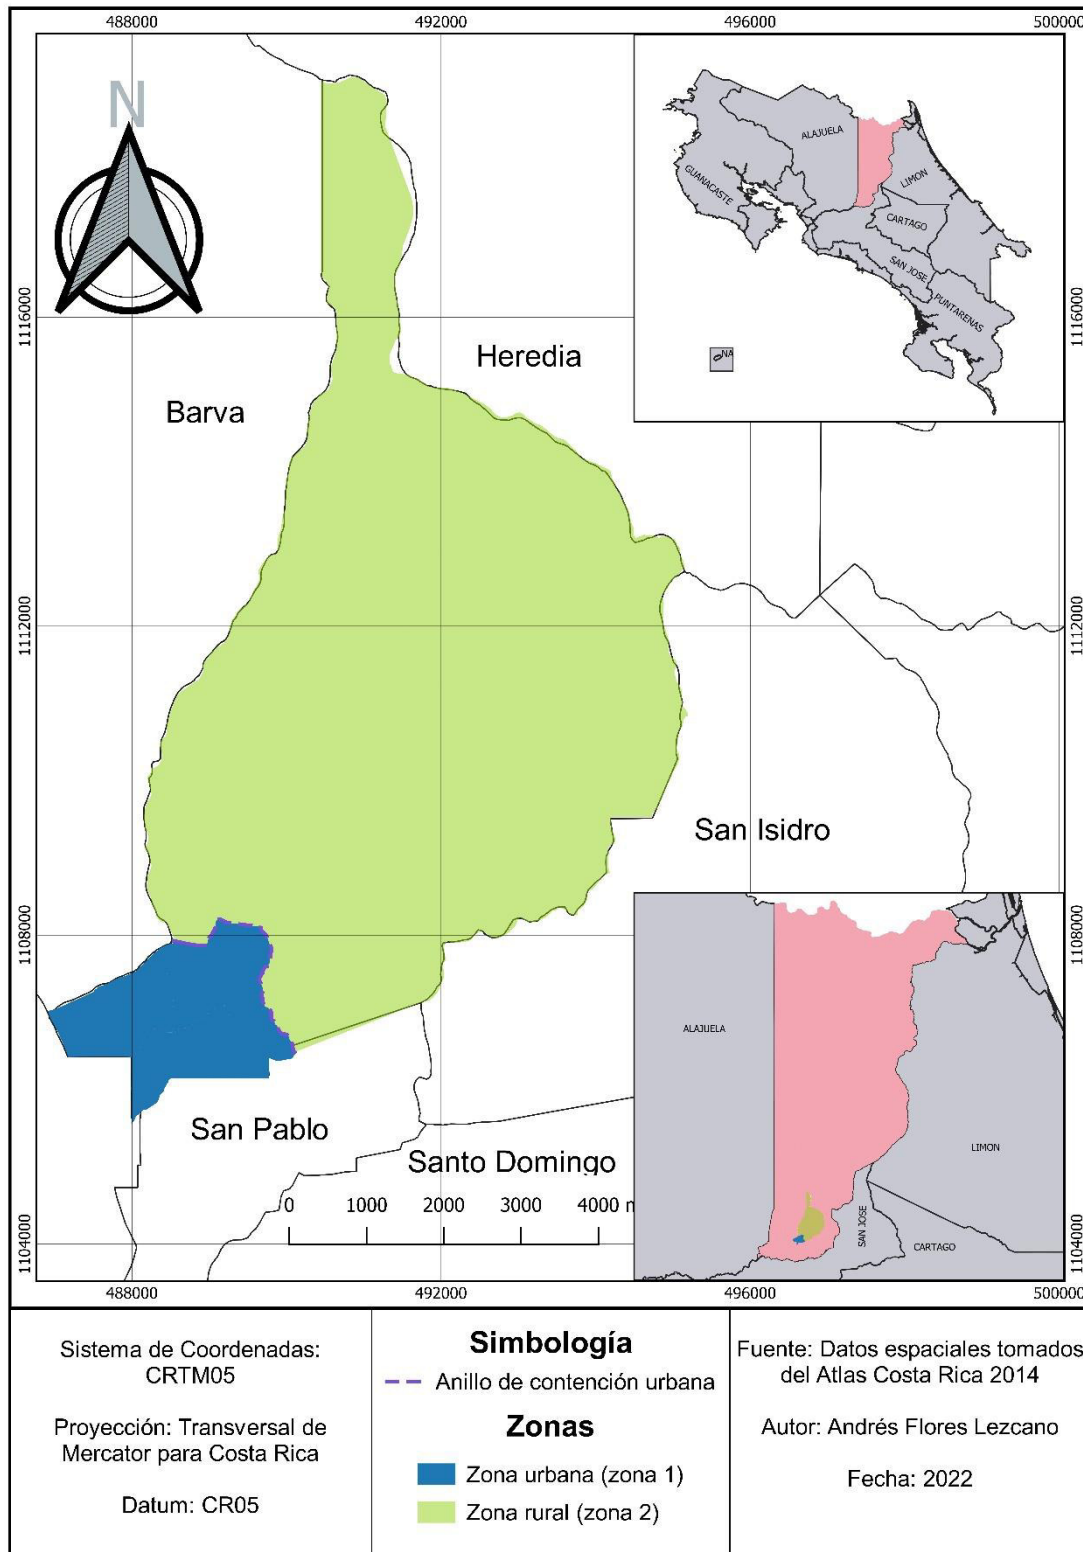 488000
492000
496000
500000
N
ALAJUELA
GUANACASTE
LIMON
CARTAGO
SAN JOSE
PUNTARENAS
NA
1116000
1116000
Heredia
Barva
1112000
1112000
San Isidro
1108000
1108000
ALAJUELA
LIMON
SAN JOSE
CARTAGO
San Pablo
Santo Domingo
0 1000 2000 3000 4000 m
1104000
1104000
488000
492000
496000
500000
Sistema de Coordenadas:
CRTM05
Proyección: Transversal de
Mercator para Costa Rica
Datum: CR05
Simbología
Anillo de contención urbana
Zonas
Zona urbana (zona 1)
Zona rural (zona 2)
Fuente: Datos espaciales tomados
del Atlas Costa Rica 2014
Autor: Andrés Flores Lezcano
Fecha: 2022